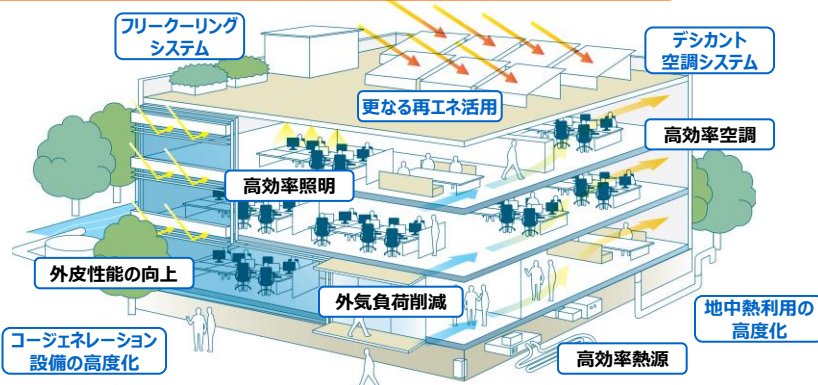 フリークーリング
システム
デシカント
空調システム
更なる再エネ活用
高効率空調
高効率照明
外皮性能の向上
外気負荷削減
地中熱利用の
高度化
コージェネレーション
設備の高度化
高効率熱源